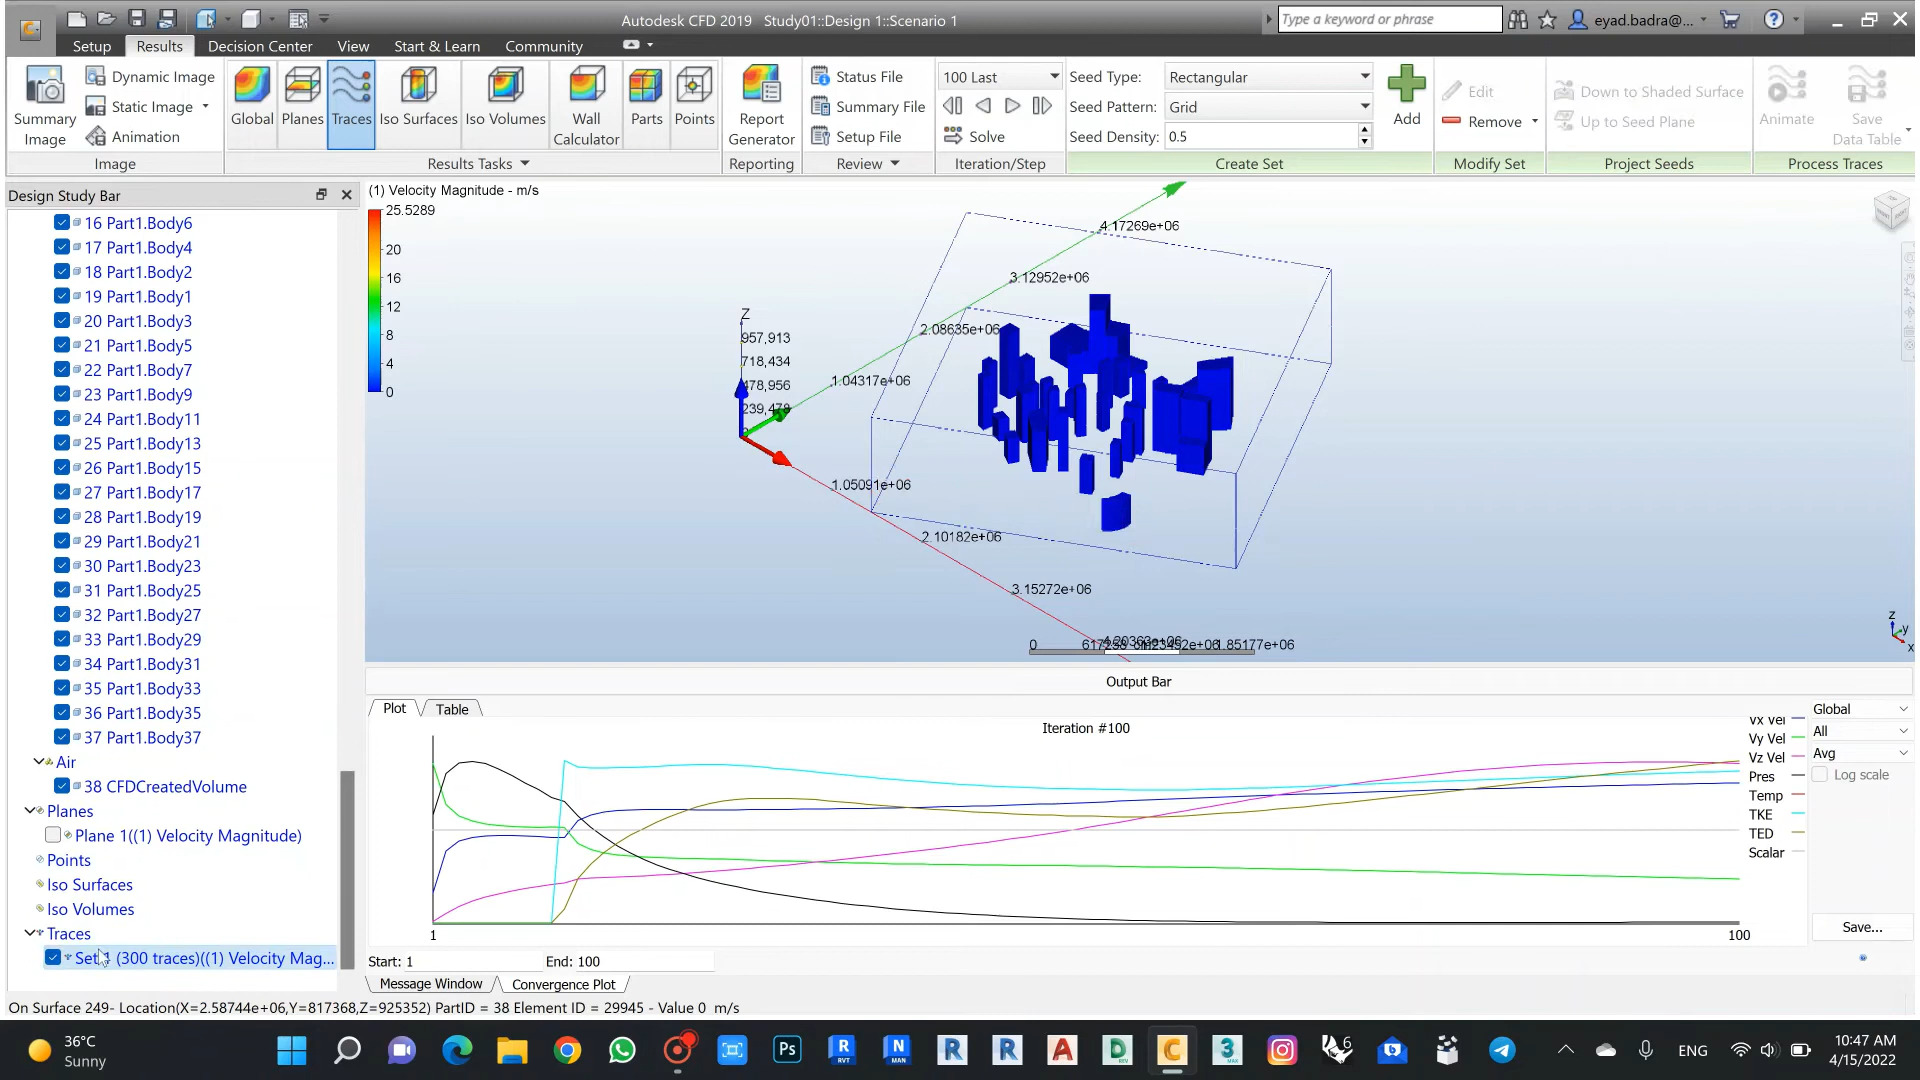 Autodesk CFD 2019 Study01::Design 1::Scenario 1
Type a keyword or phrase
eyad.badra@...
Setup
Results
Decision Center
View
Start & Learn
Community
Summary Image
Dynamic Image
Static Image
Animation
Image
Global
Planes
Traces
Iso Surfaces
Iso Volumes
Wall Calculator
Parts
Points
Results Tasks
Report Generator
Reporting
Status File
Summary File
Setup File
Review
100 Last
Solve
Iteration/Step
Seed Type:
Rectangular
Seed Pattern:
Grid
Seed Density:
0.5
Create Set
Add
Edit
Remove
Modify Set
Down to Shaded Surface
Up to Seed Plane
Project Seeds
Animate
Save Data Table
Process Traces
Design Study Bar
16 Part1.Body6
17 Part1.Body4
18 Part1.Body2
19 Part1.Body1
20 Part1.Body3
21 Part1.Body5
22 Part1.Body7
23 Part1.Body9
24 Part1.Body11
25 Part1.Body13
26 Part1.Body15
27 Part1.Body17
28 Part1.Body19
29 Part1.Body21
30 Part1.Body23
31 Part1.Body25
32 Part1.Body27
33 Part1.Body29
34 Part1.Body31
35 Part1.Body33
36 Part1.Body35
37 Part1.Body37
Air
38 CFDCreatedVolume
Planes
Plane 1((1) Velocity Magnitude)
Points
Iso Surfaces
Iso Volumes
Traces
Set 1 (300 traces)((1) Velocity Mag...
(1) Velocity Magnitude - m/s
25.5289
20
16
12
8
4
0
Z
957,913
718,434
478,956
239,478
4.17269e+06
3.12952e+06
2.08635e+06
1.04317e+06
1.05091e+06
2.10182e+06
3.15272e+06
4.20363e+06
0
617258
1.85177e+06
Z
Y
X
Output Bar
Plot
Table
Iteration #100
1
100
Vx Vel
Vy Vel
Vz Vel
Pres
Temp
TKE
TED
Scalar
Global
All
Avg
Log scale
Save...
Start: 1
End: 100
Message Window
Convergence Plot
On Surface 249- Location(X=2.58744e+06,Y=817368,Z=925352) PartID = 38 Element ID = 29945 - Value 0 m/s
36°C
Sunny
ENG
10:47 AM
4/15/2022